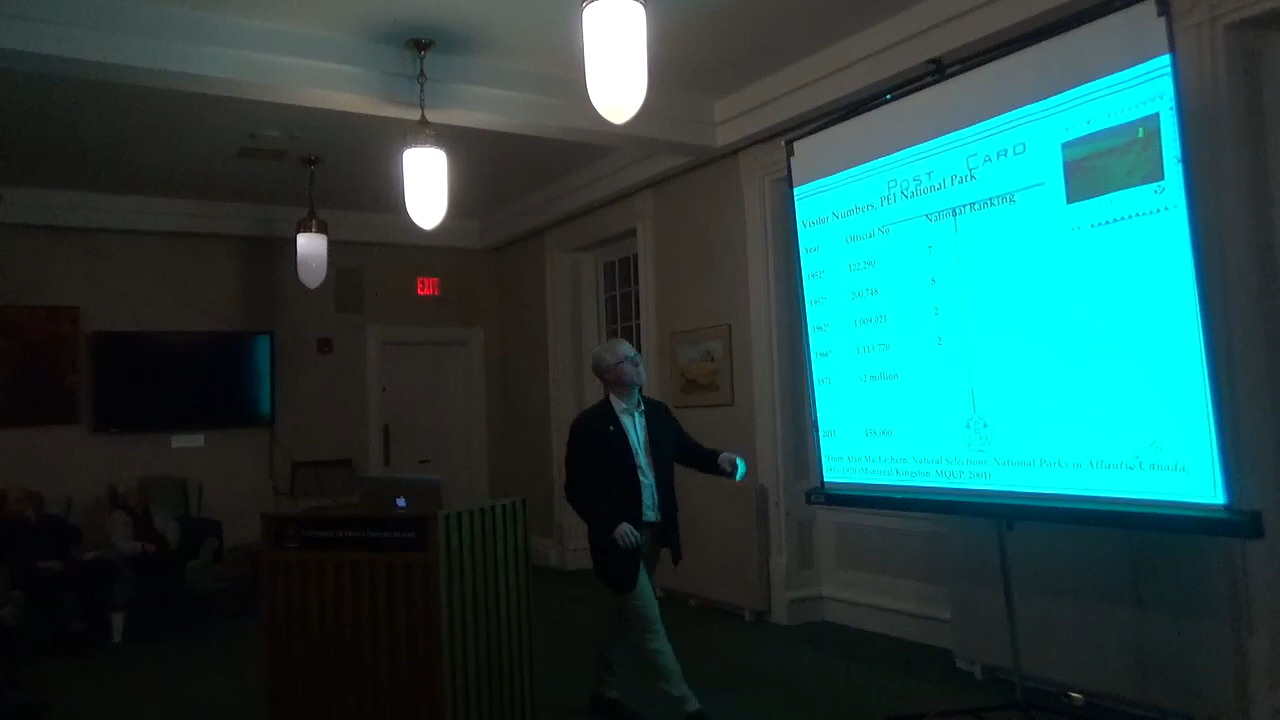 EXIT
POST CARD
Visitor Numbers, PEI National Park
Year Official No National Ranking
1952* 122,290 7
1957* 200,748 8
1962* 1,009,021 2
1966* 1,113,770 2
1971 >2 million
2011 458,000
*From Alan MacEachern, Natural Selections: National Parks in Atlantic Canada,
1935-1970 (Montreal/Kingston: MQUP, 2001)